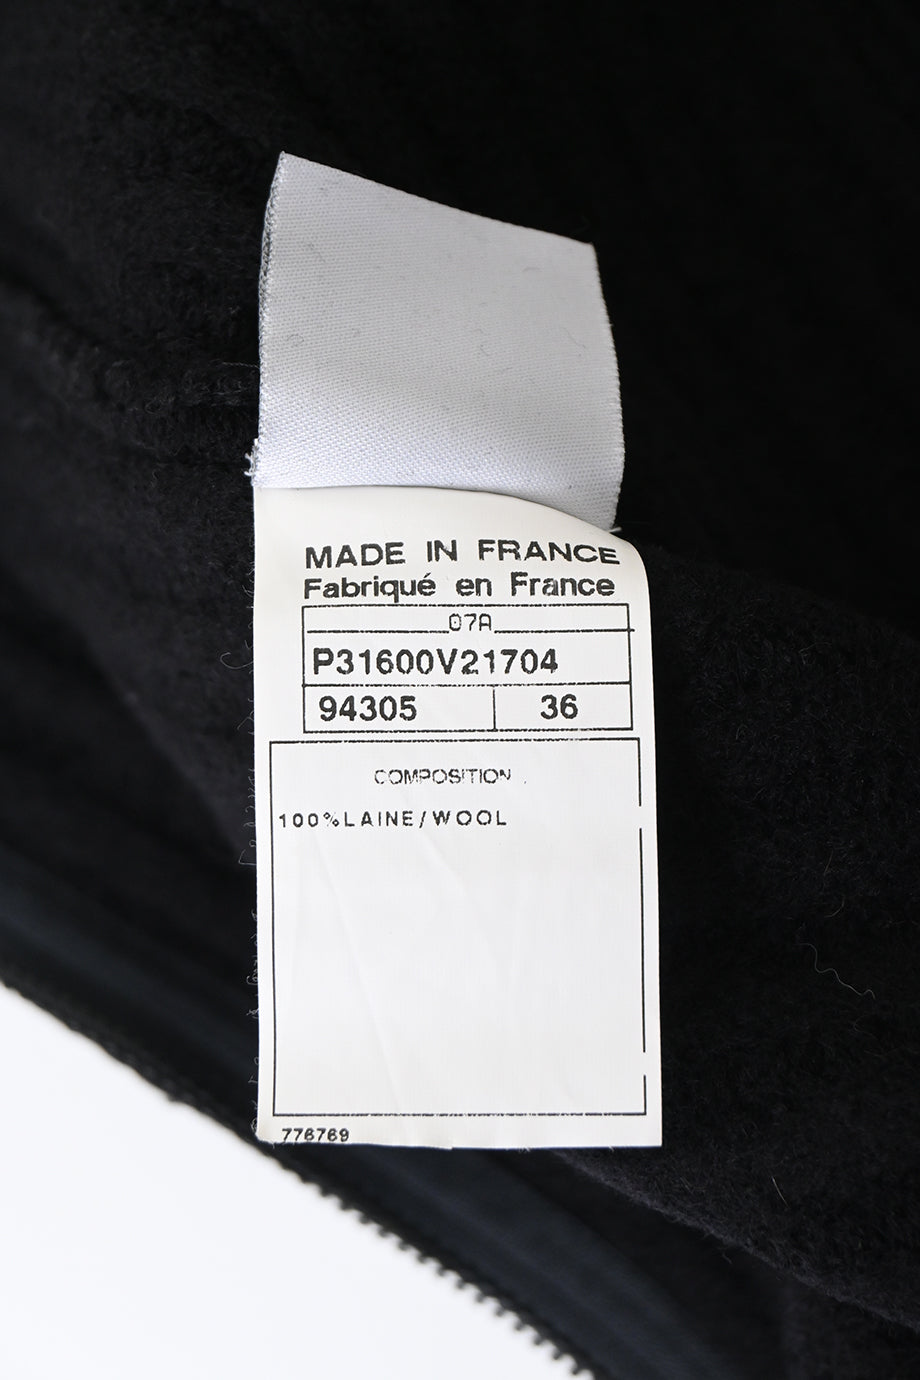 MADE IN FRANCE
Fabriqué en France
07A
P31600V21704
94305 36
COMPOSITION
100%LAINE/WOOL
776769